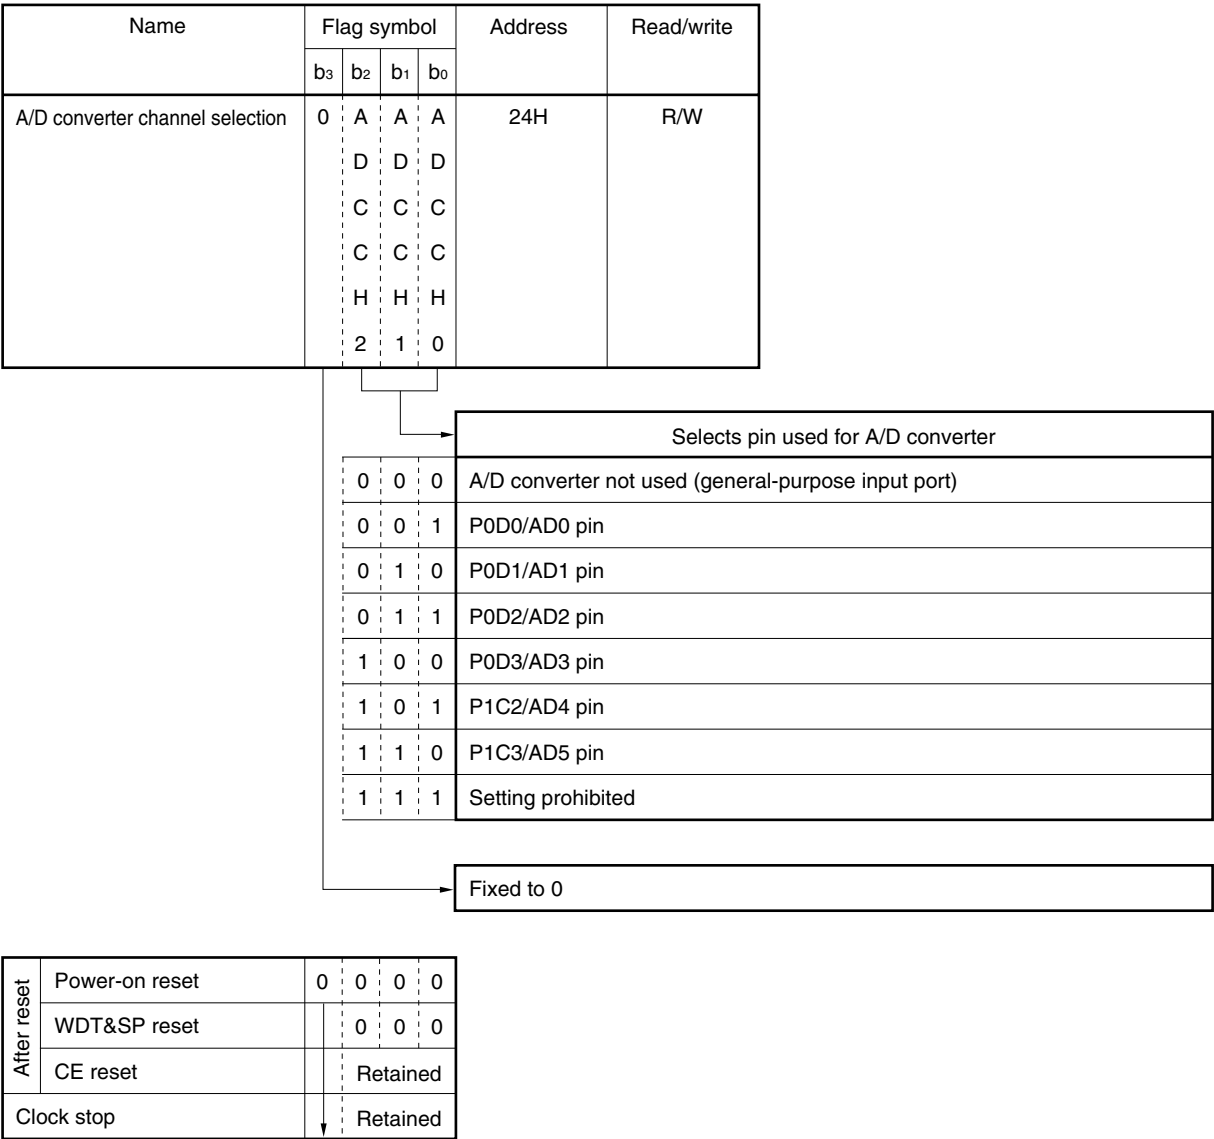 Name Flag symbol Address Read/write
b3 b2 b1 b0
A/D converter channel selection 0 A A A 24H R/W
D D D
C C C
C C C
H H H
2 1 0
Selects pin used for A/D converter
0 0 0 A/D converter not used (general-purpose input port)
0 0 1 P0D0/AD0 pin
0 1 0 P0D1/AD1 pin
0 1 1 P0D2/AD2 pin
1 0 0 P0D3/AD3 pin
1 0 1 P1C2/AD4 pin
1 1 0 P1C3/AD5 pin
1 1 1 Setting prohibited
Fixed to 0
After reset
Power-on reset 0 0 0 0
WDT&SP reset 0 0 0
CE reset Retained
Clock stop Retained